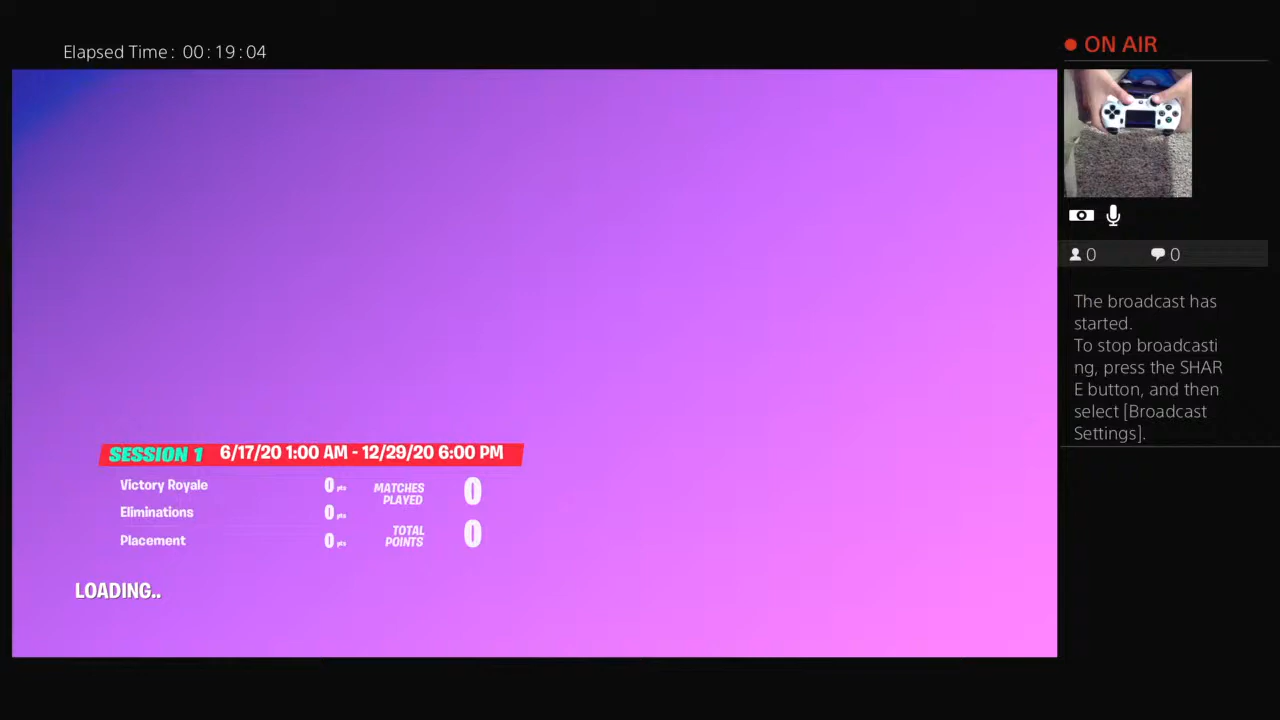 Elapsed Time: 00:19:04
ON AIR
0 0
The broadcast has
started.
To stop broadcasti
ng, press the SHAR
E button, and then
select [Broadcast
Settings].
SESSION 1 6/17/20 1:00 AM - 12/29/20 6:00 PM
Victory Royale 0 pts
Eliminations 0 pts
Placement 0 pts
MATCHES
PLAYED 0
TOTAL
POINTS 0
LOADING..